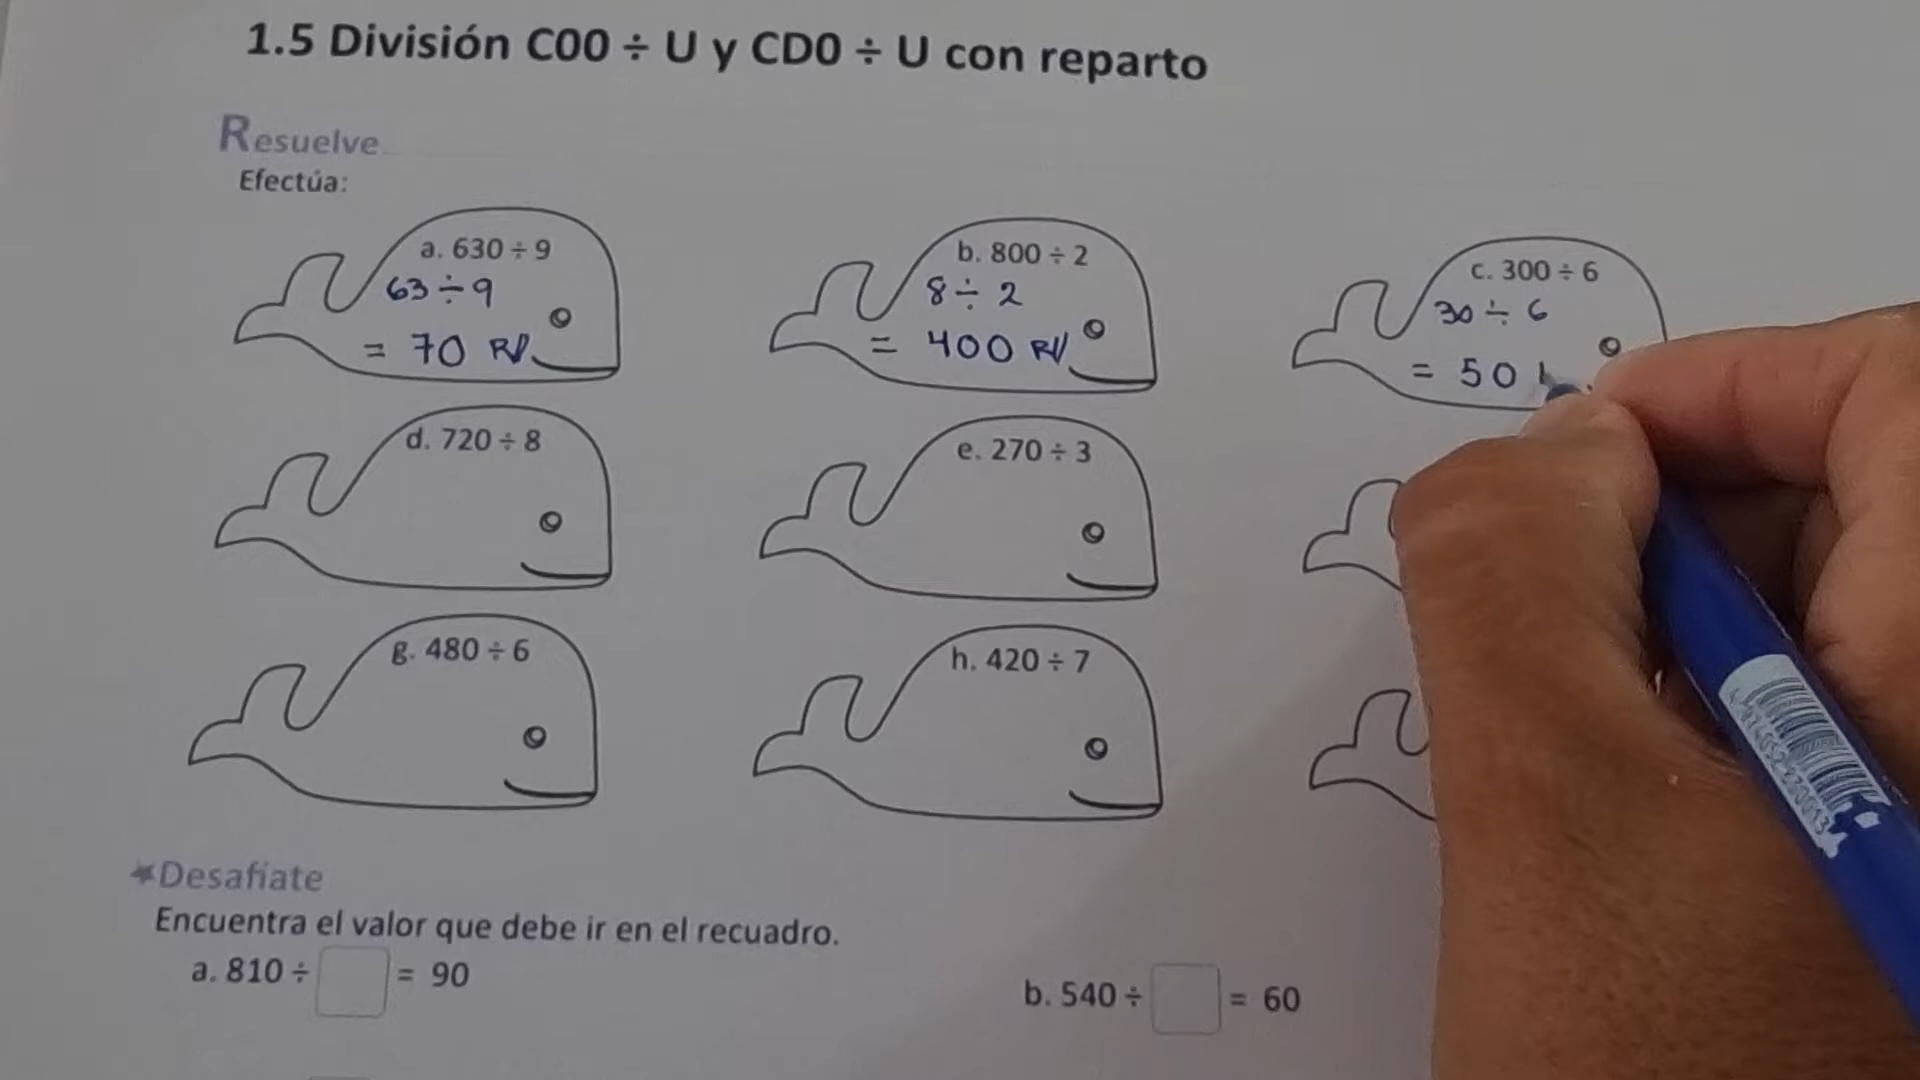 1.5 División C00 ÷ U y CD0 ÷ U con reparto
Resuelve
Efectúa:
a. 630 ÷ 9
63 ÷ 9
= 70 R//
b. 800 ÷ 2
8 ÷ 2
= 400 R//
c. 300 ÷ 6
30 ÷ 6
= 50
d. 720 ÷ 8
e. 270 ÷ 3
g. 480 ÷ 6
h. 420 ÷ 7
★Desafíate
Encuentra el valor que debe ir en el recuadro.
a. 810 ÷ = 90
b. 540 ÷ = 60